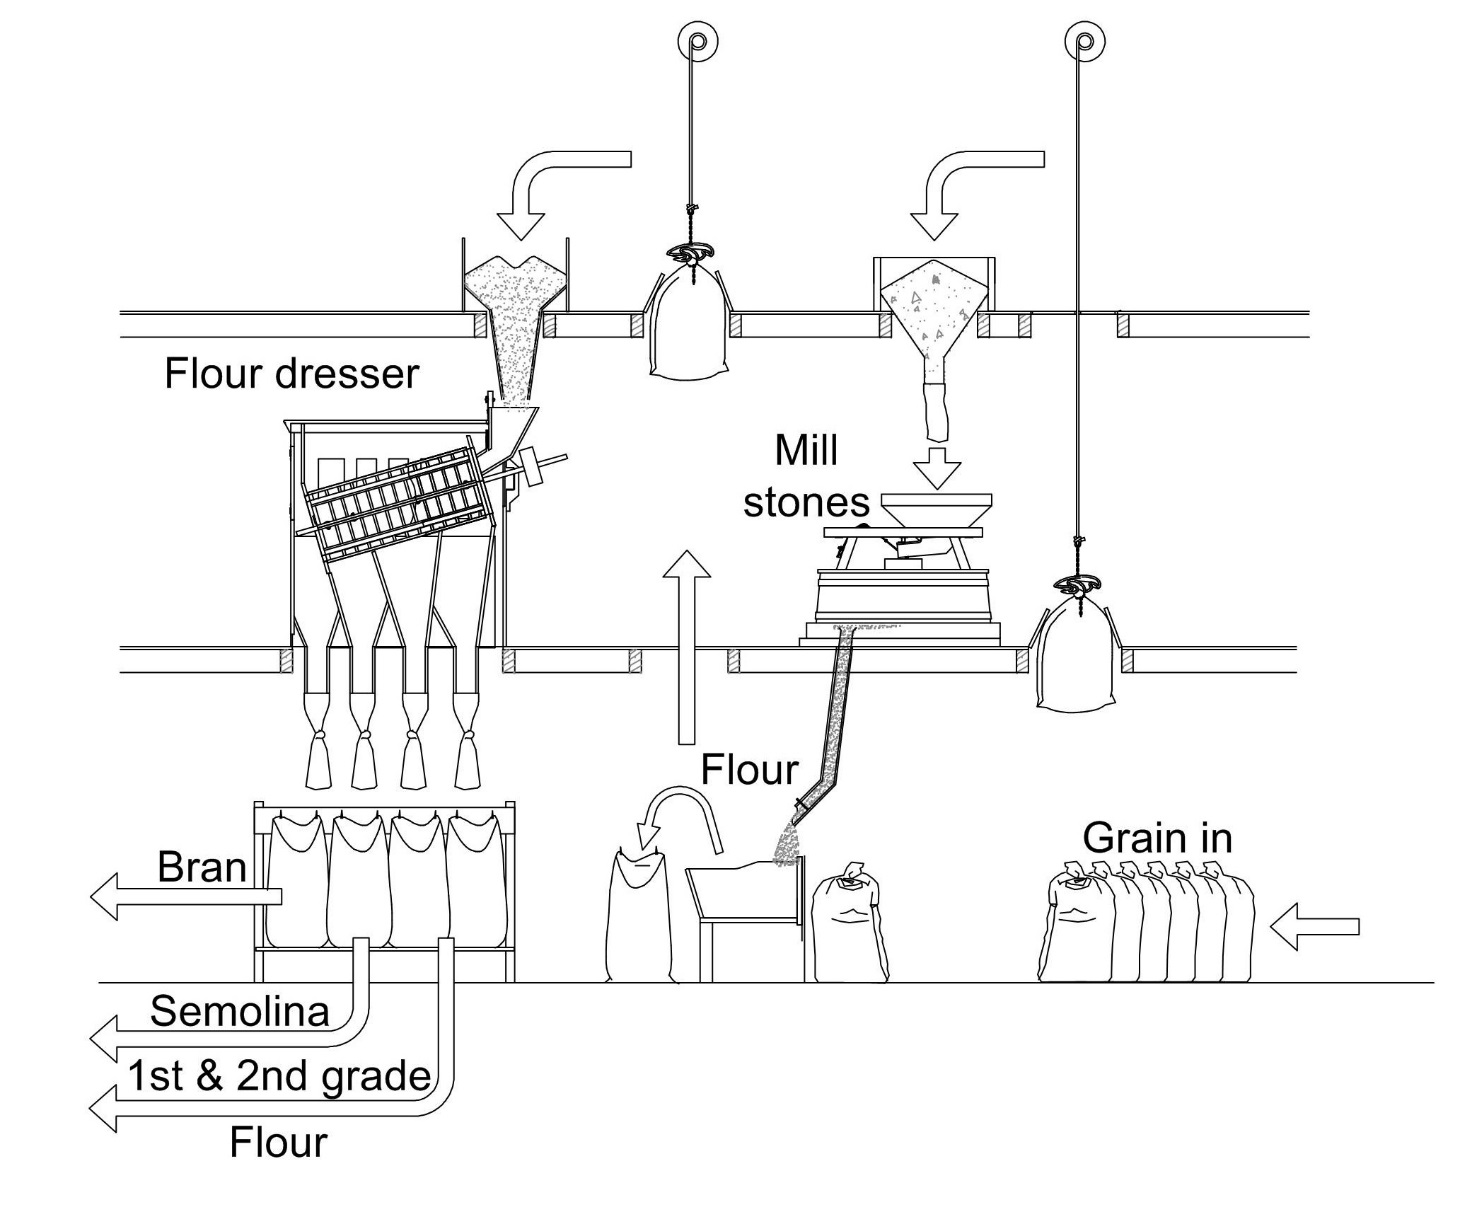 Flour dresser
Mill
stones
Flour
Grain in
Bran
Semolina
1st & 2nd grade
Flour